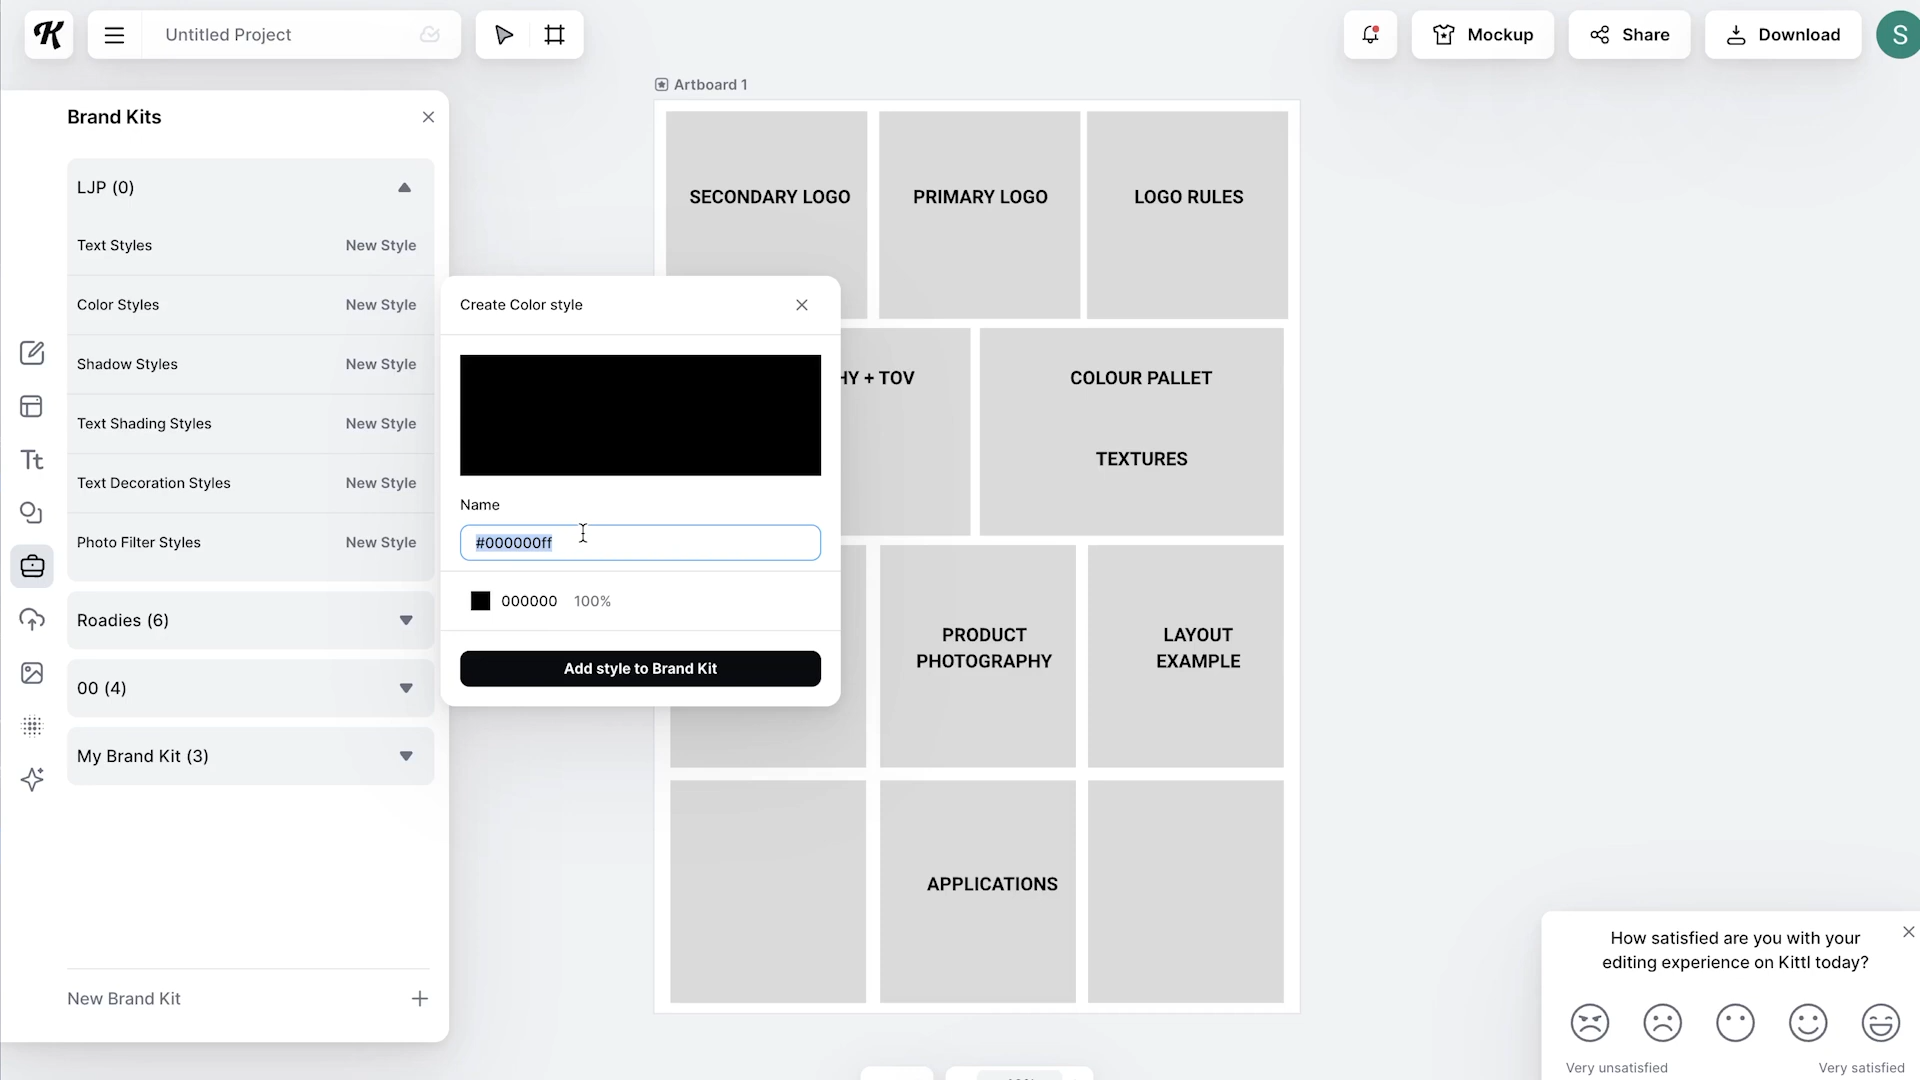 Untitled Project
Mockup
Share
Download
S
Brand Kits
LJP (0)
Text Styles New Style
Color Styles New Style
Shadow Styles New Style
Text Shading Styles New Style
Text Decoration Styles New Style
Photo Filter Styles New Style
Roadies (6)
00 (4)
My Brand Kit (3)
New Brand Kit
Tt
Create Color style
Name
#000000ff
000000 100%
Add style to Brand Kit
Artboard 1
SECONDARY LOGO
PRIMARY LOGO
LOGO RULES
HY + TOV
COLOUR PALLET
TEXTURES
PRODUCT
PHOTOGRAPHY
LAYOUT
EXAMPLE
APPLICATIONS
How satisfied are you with your
editing experience on Kittl today?
Very unsatisfied Very satisfied